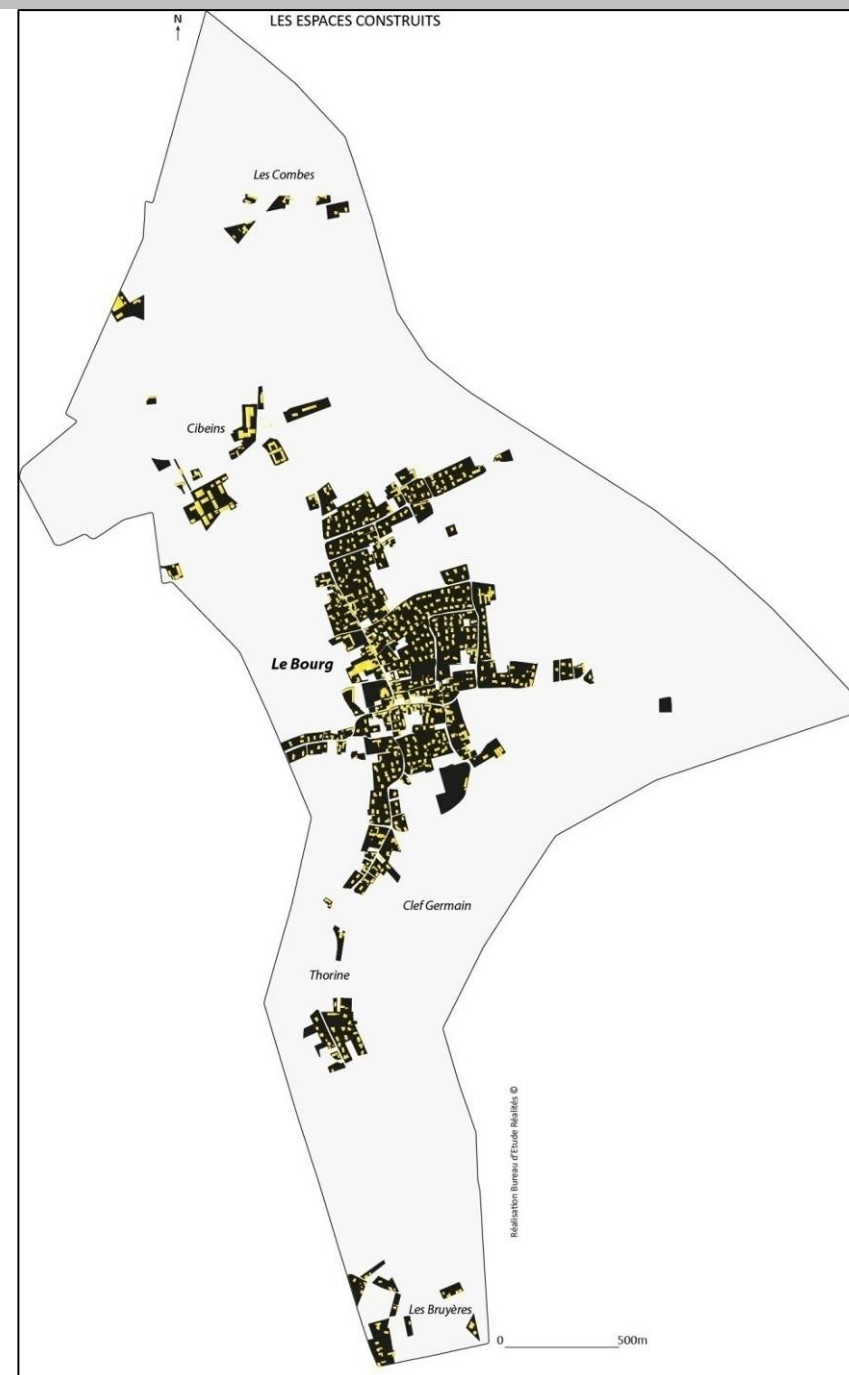 LES ESPACES CONSTRUITS
N
Les Combes
Cibeins
Le Bourg
Clef Germain
Thorine
Réalisation Bureau d'Etude Réalités ©
Les Bruyères
0 500m